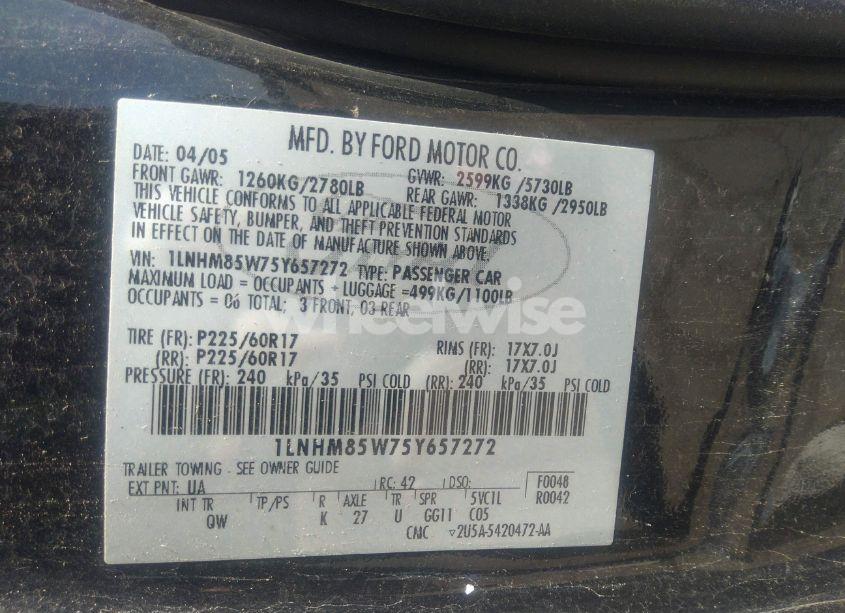 MFD. BY FORD MOTOR CO.
DATE: 04/05
GVWR: 2599KG /5730LB
FRONT GAWR: 1260KG/2780LB
REAR GAWR: 1338KG /2950LB
THIS VEHICLE CONFORMS TO ALL APPLICABLE FEDERAL MOTOR
VEHICLE SAFETY, BUMPER, AND THEFT PREVENTION STANDARDS
IN EFFECT ON THE DATE OF MANUFACTURE SHOWN ABOVE.
VIN: 1LNHM85W75Y657272 TYPE: PASSENGER CAR
MAXIMUM LOAD = OCCUPANTS + LUGGAGE =499KG/1100LB
OCCUPANTS = 06 TOTAL; 3 FRONT, 03 REAR
wheelwise
TIRE (FR): P225/60R17 RIMS (FR): 17X7.0J
(RR): P225/60R17 (RR): 17X7.0J
PRESSURE (FR): 240 kPa/35 PSI COLD (RR): 240 kPa/35 PSI COLD
1LNHM85W75Y657272
TRAILER TOWING - SEE OWNER GUIDE
EXT PNT: UA RC: 42 DSO: F0048
R0042
INT TR TP/PS R AXLE TR SPR 5VC1L
QW K 27 U GG11 C05
CMC ▽2U5A-5420472-AA